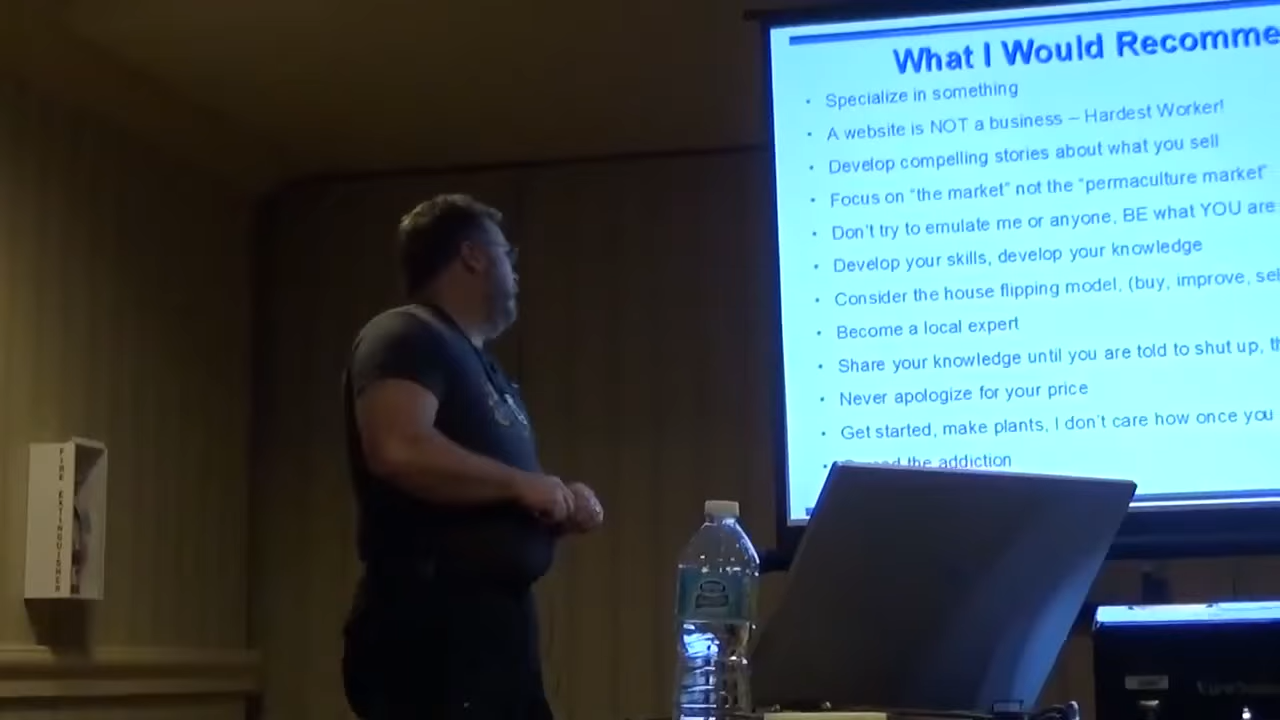 What I Would Recomme
• Specialize in something
• A website is NOT a business – Hardest Worker!
• Develop compelling stories about what you sell
• Focus on "the market" not the "permaculture market"
• Don't try to emulate me or anyone, BE what YOU are
• Develop your skills, develop your knowledge
• Consider the house flipping model, (buy, improve, sel
• Become a local expert
• Share your knowledge until you are told to shut up, th
• Never apologize for your price
• Get started, make plants, I don't care how once you
• the addiction
FIRE EXTINGUISHER
ViewSonic